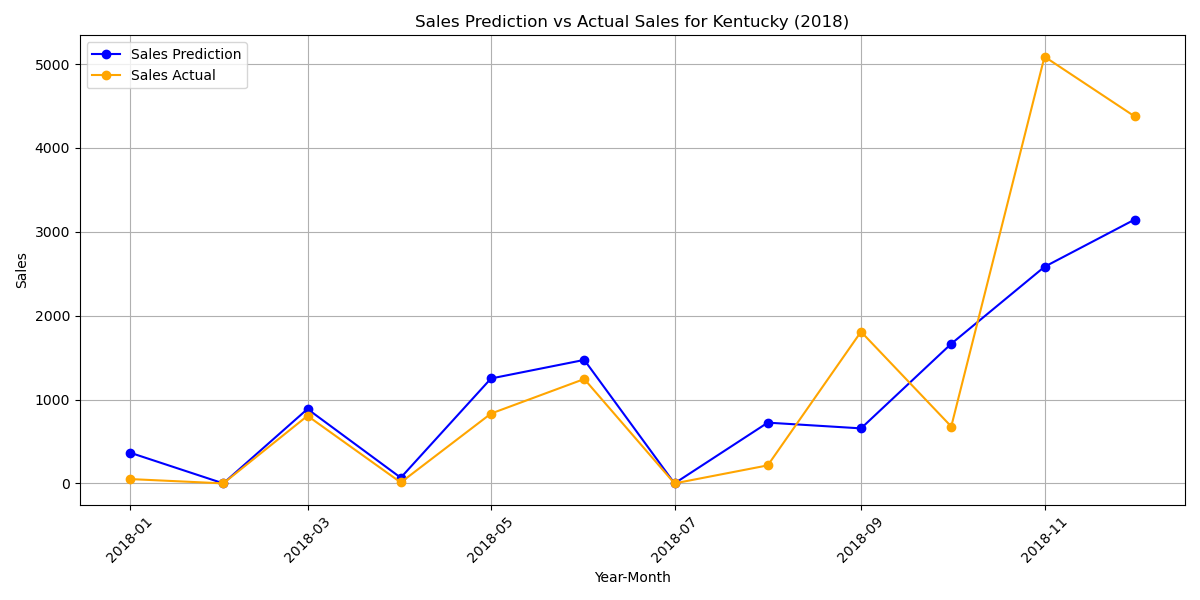 Sales Prediction vs Actual Sales for Kentucky (2018)
Sales Prediction
Sales Actual
5000
4000
3000
2000
1000
0
Sales
2018-01
2018-03
2018-05
2018-07
2018-09
2018-11
Year-Month